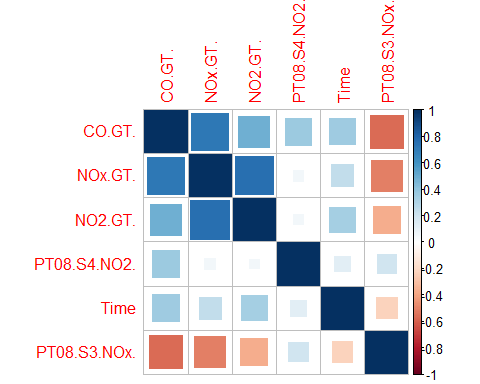 CO.GT.
NOx.GT.
NO2.GT.
PT08.S4.NO2.
Time
PT08.S3.NOx.
CO.GT.
NOx.GT.
NO2.GT.
PT08.S4.NO2.
Time
PT08.S3.NOx.
1
0.8
0.6
0.4
0.2
0
-0.2
-0.4
-0.6
-0.8
-1